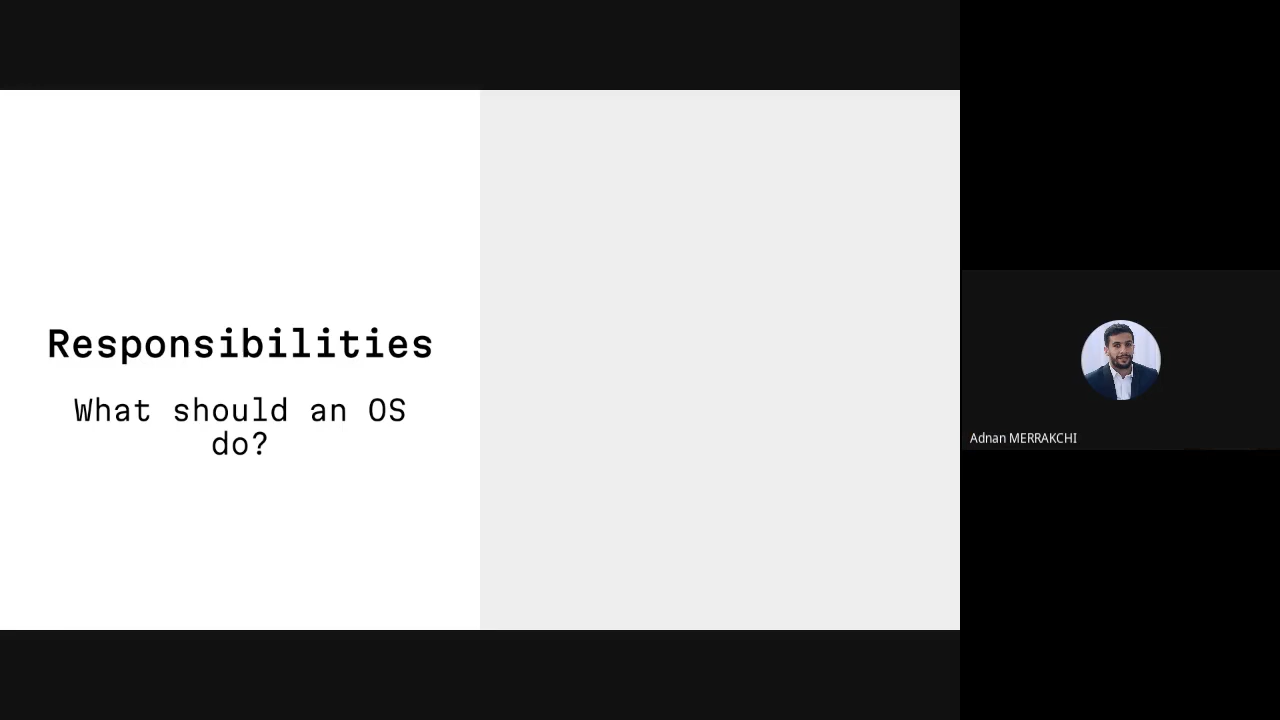 Responsibilities
What should an OS
do?
Adnan MERRAKCHI